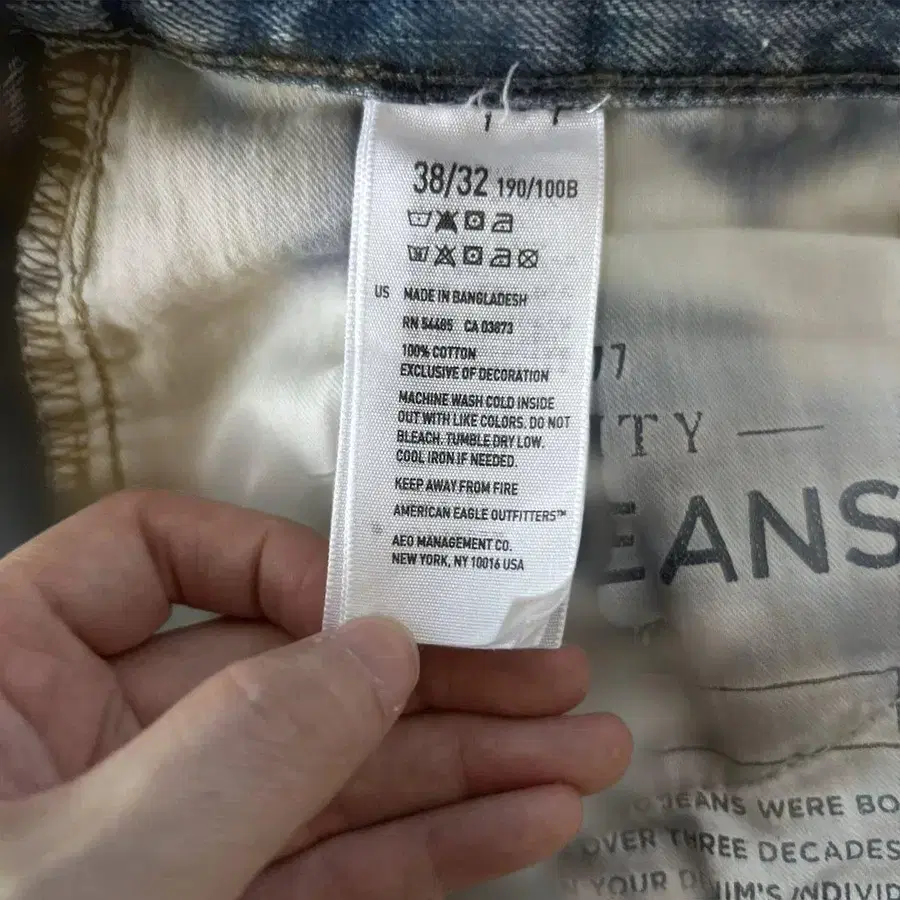 38/32 190/100B
US MADE IN BANGLADESH
RN 54485 CA 03873
100% COTTON
EXCLUSIVE OF DECORATION
MACHINE WASH COLD INSIDE
OUT WITH LIKE COLORS. DO NOT
BLEACH. TUMBLE DRY LOW.
COOL IRON IF NEEDED.
KEEP AWAY FROM FIRE
AMERICAN EAGLE OUTFITTERS™
AEO MANAGEMENT CO.
NEW YORK, NY 10016 USA
77
ITY —
EANS
JEANS WERE BO
OVER THREE DECADES
YOUR DENIM'S INDIVID